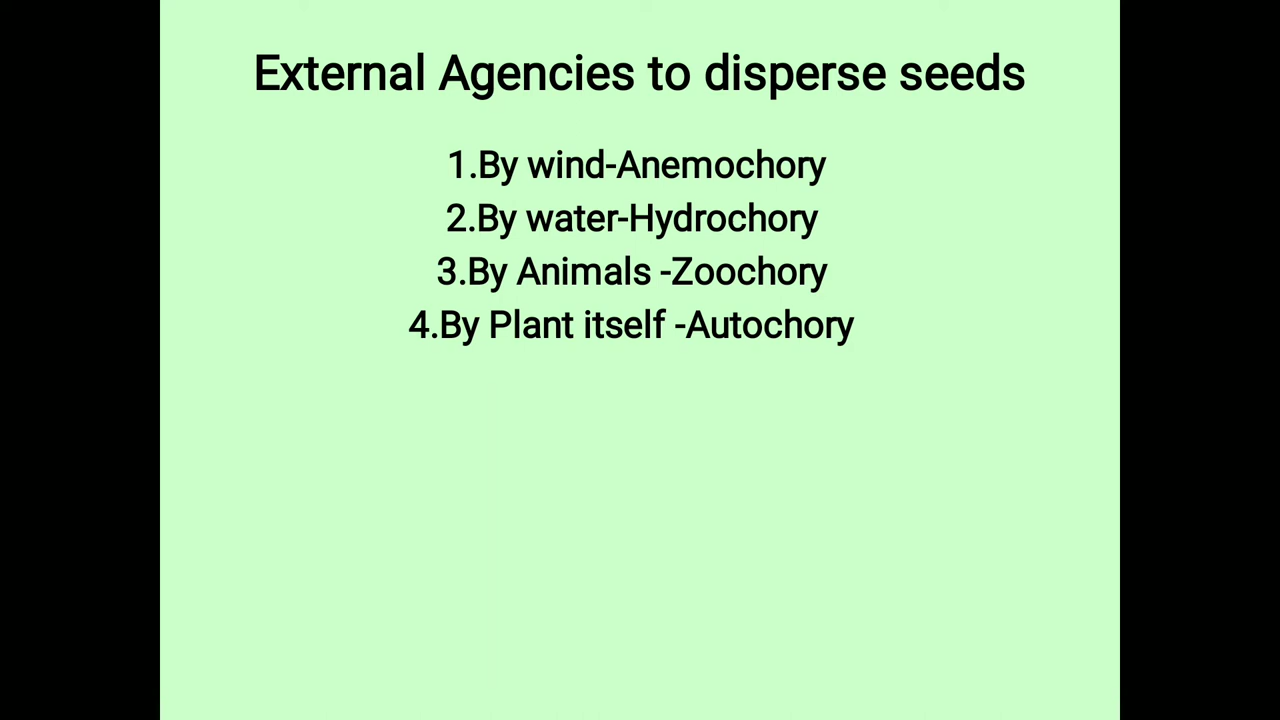 External Agencies to disperse seeds
1.By wind-Anemochory
2.By water-Hydrochory
3.By Animals -Zoochory
4.By Plant itself -Autochory